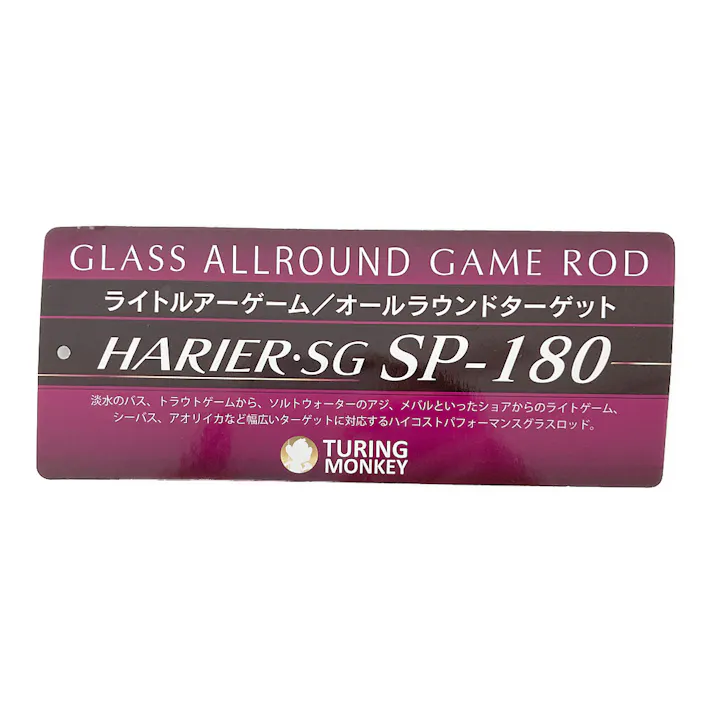 GLASS ALLROUND GAME ROD
ライトルアーゲーム／オールラウンドターゲット
HARIER・SG SP-180
淡水のバス、トラウトゲームから、ソルトウォーターのアジ、メバルといったショアからのライトゲーム、
シーバス、アオリイカなど幅広いターゲットに対応するハイコストパフォーマンスグラスロッド。
TURING
MONKEY